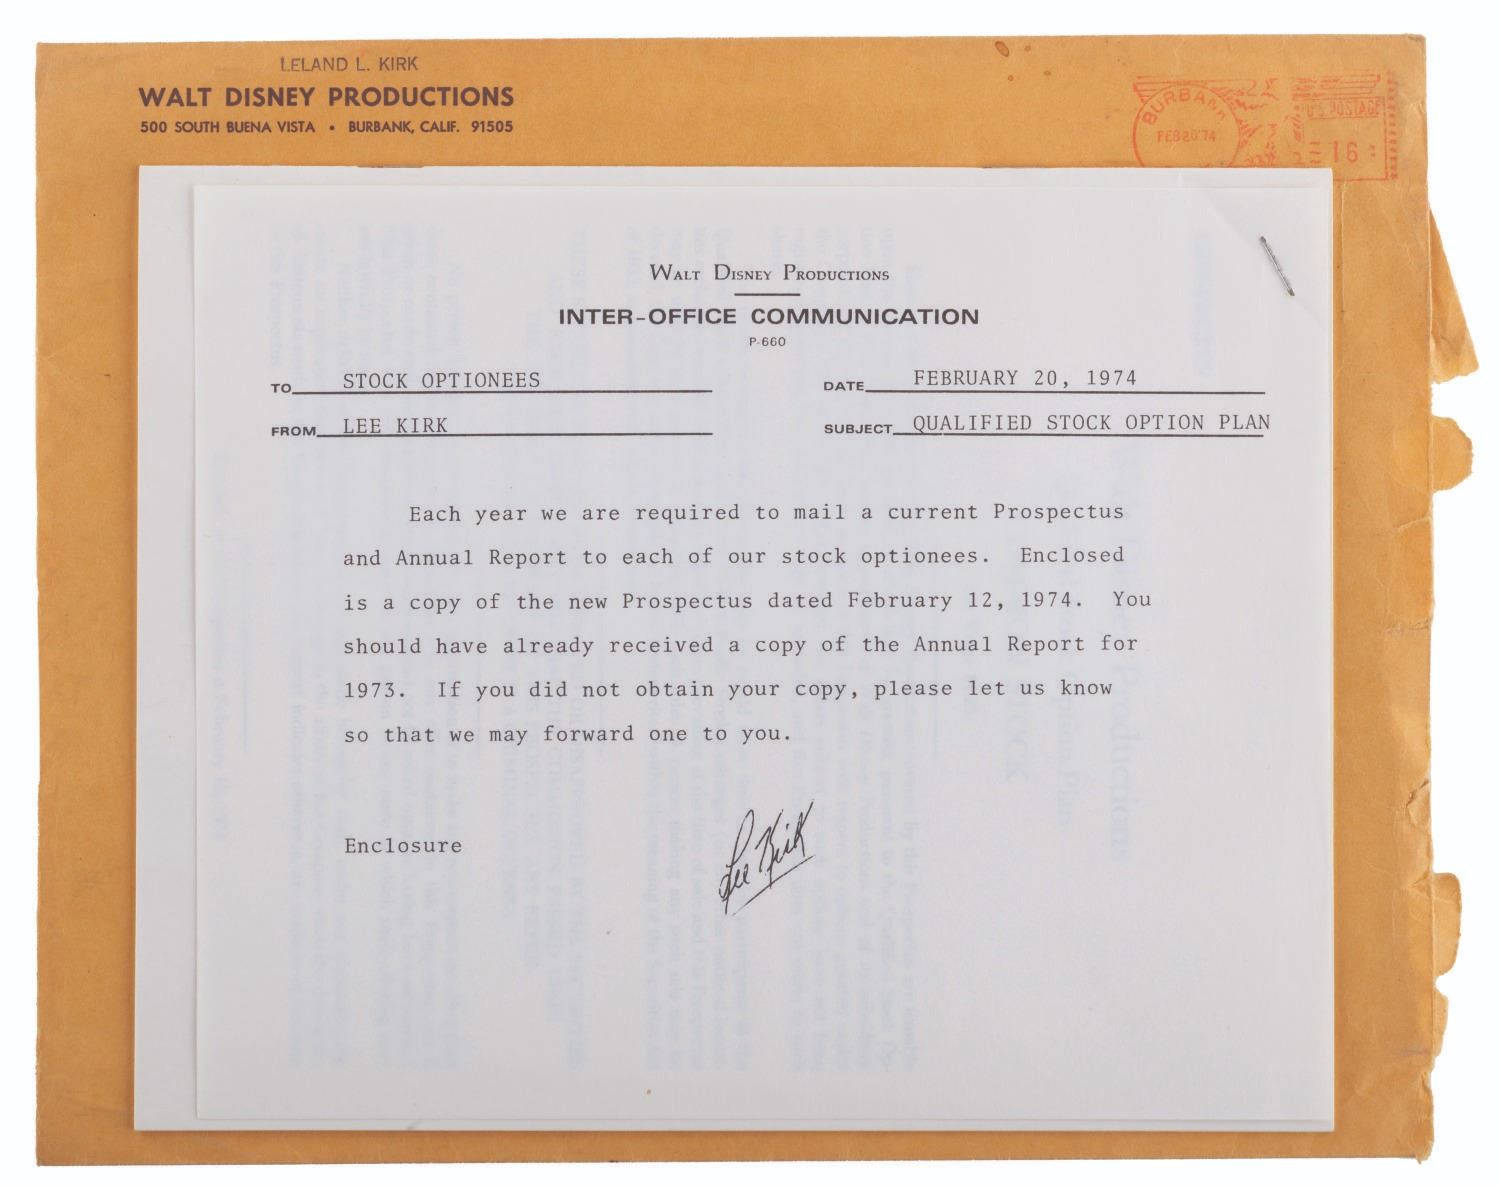 LELAND L. KIRK
WALT DISNEY PRODUCTIONS
500 SOUTH BUENA VISTA • BURBANK, CALIF. 91505
BURBANK
FEB 20 '74
U.S. POSTAGE
16
WALT DISNEY PRODUCTIONS
INTER-OFFICE COMMUNICATION
P-660
TO STOCK OPTIONEES
DATE FEBRUARY 20, 1974
FROM LEE KIRK
SUBJECT QUALIFIED STOCK OPTION PLAN
Each year we are required to mail a current Prospectus
and Annual Report to each of our stock optionees. Enclosed
is a copy of the new Prospectus dated February 12, 1974. You
should have already received a copy of the Annual Report for
1973. If you did not obtain your copy, please let us know
so that we may forward one to you.
Enclosure
Lee Kirk